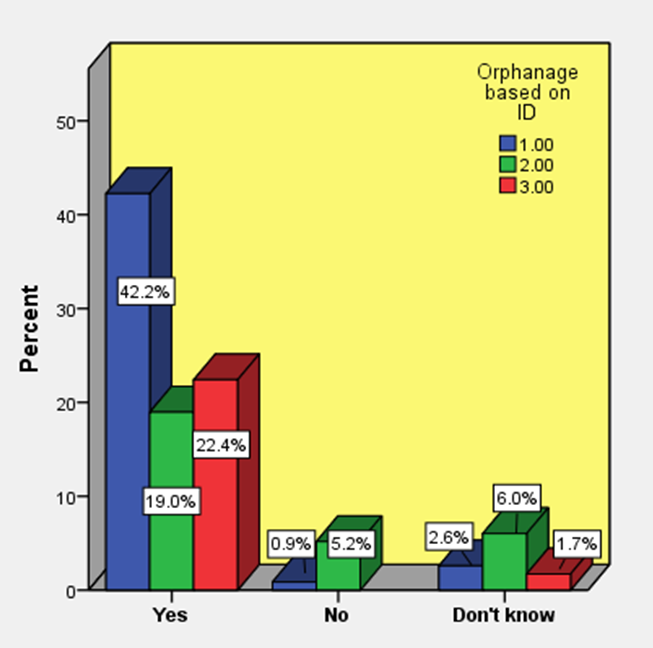 Orphanage
based on
ID
1.00
2.00
3.00
Percent
50
40
30
20
10
0
42.2%
19.0%
22.4%
0.9%
5.2%
2.6%
6.0%
1.7%
Yes
No
Don't know